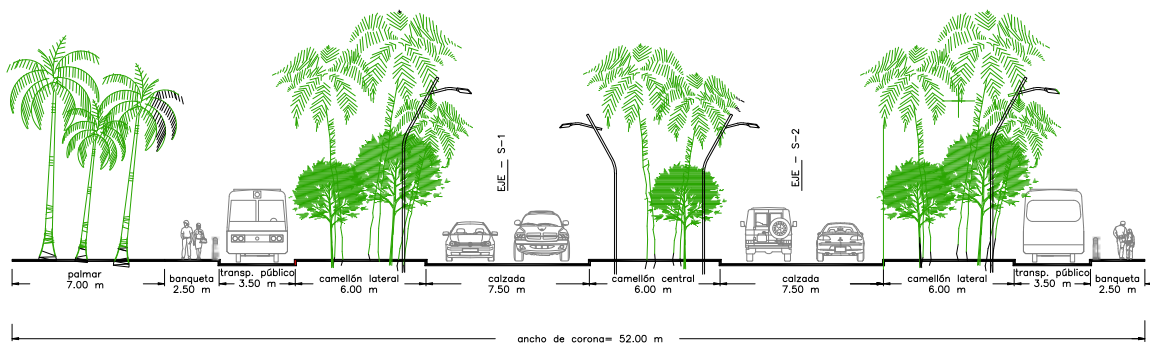 EJE - S-1
EJE - S-2
palmar
7.00 m
banqueta
2.50 m
transp. público
3.50 m
camellón lateral
6.00 m
calzada
7.50 m
camellón central
6.00 m
calzada
7.50 m
camellón lateral
6.00 m
transp. público
3.50 m
banqueta
2.50 m
ancho de corona= 52.00 m